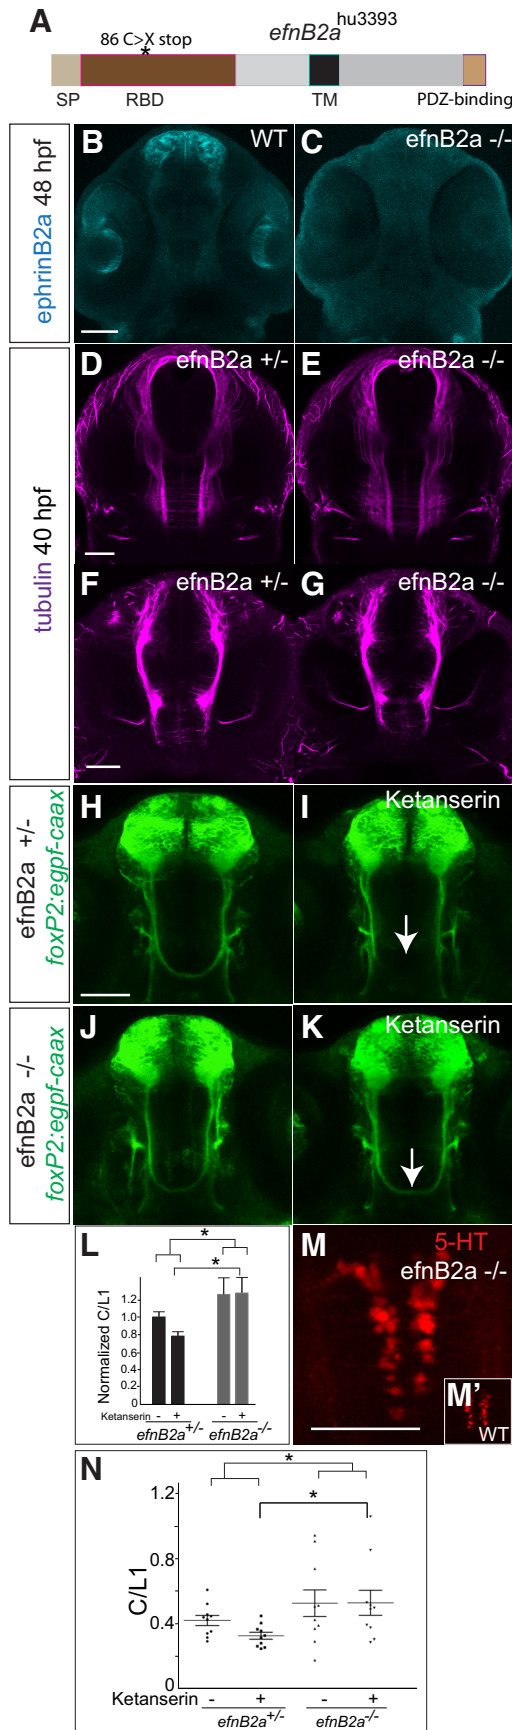 A
efnB2a hu3393
86 C>X stop
*
SP RBD TM PDZ-binding
ephrinB2a 48 hpf
B WT
C efnB2a -/-
tubulin 40 hpf
D efnB2a +/-
E efnB2a -/-
F efnB2a +/-
G efnB2a -/-
efnB2a +/-
foxP2:egpf-caax
H
I Ketanserin
efnB2a -/-
foxP2:egpf-caax
J
K Ketanserin
L
*
*
Normalized C/L1
1.2
1.0
0.8
0.6
0.4
0.2
0
Ketanserin - + - +
efnB2a+/- efnB2a-/-
M 5-HT
efnB2a -/-
M'
WT
N
*
*
C/L1
1.2
0.8
0.4
0
Ketanserin - + - +
efnB2a+/- efnB2a-/-